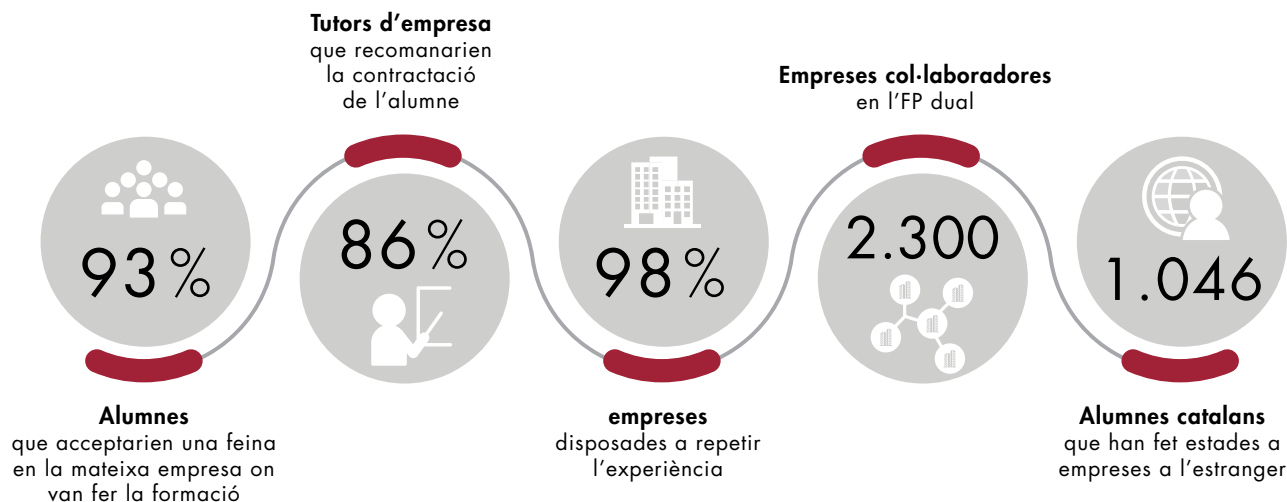 93%
Alumnes
que acceptarien una feina
en la mateixa empresa on
van fer la formació
Tutors d’empresa
que recomanarien
la contractació
de l’alumne
86%
98%
empreses
disposades a repetir
l’experiència
Empreses col·laboradores
en l’FP dual
2.300
1.046
Alumnes catalans
que han fet estades a
empreses a l’estranger